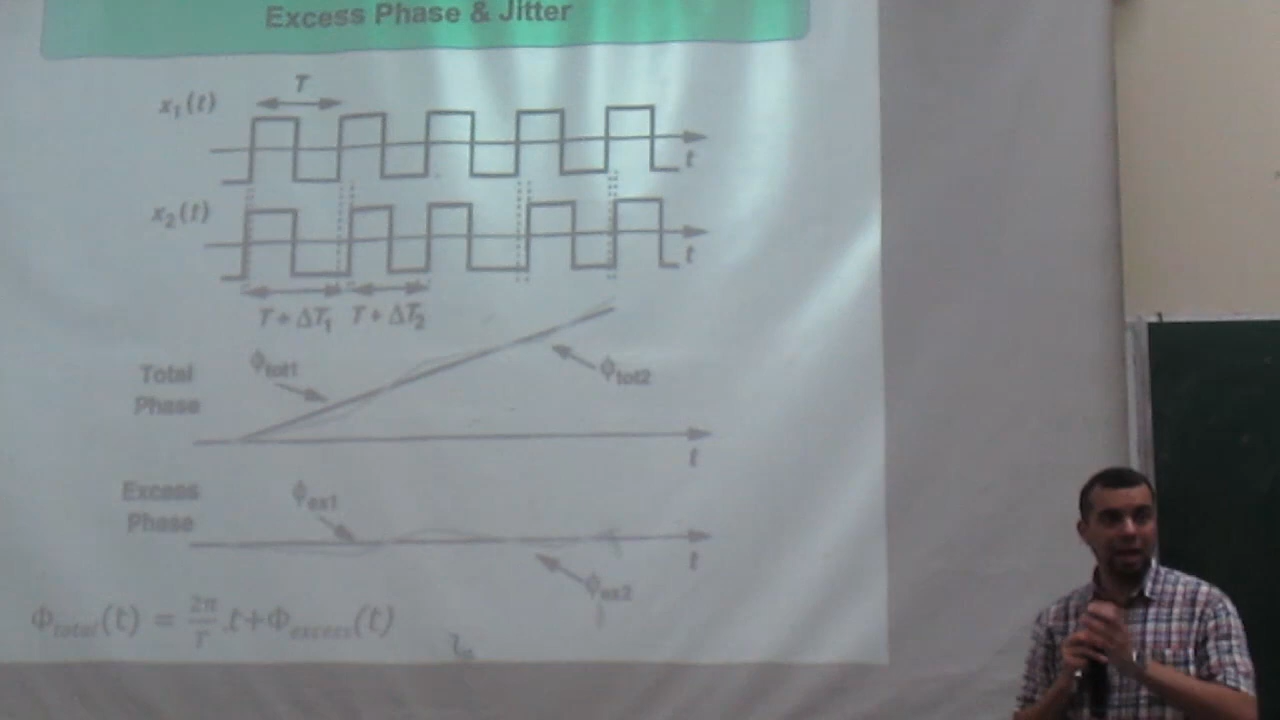 Excess Phase & Jitter
T
x₁(t)
t
x₂(t)
t
T + ΔT₁ T + ΔT₂
Total
Phase
ϕtot1
ϕtot2
t
Excess
Phase
ϕex1
t
ϕex2
Φtotal(t) = 2π/T .t+Φexcess(t)